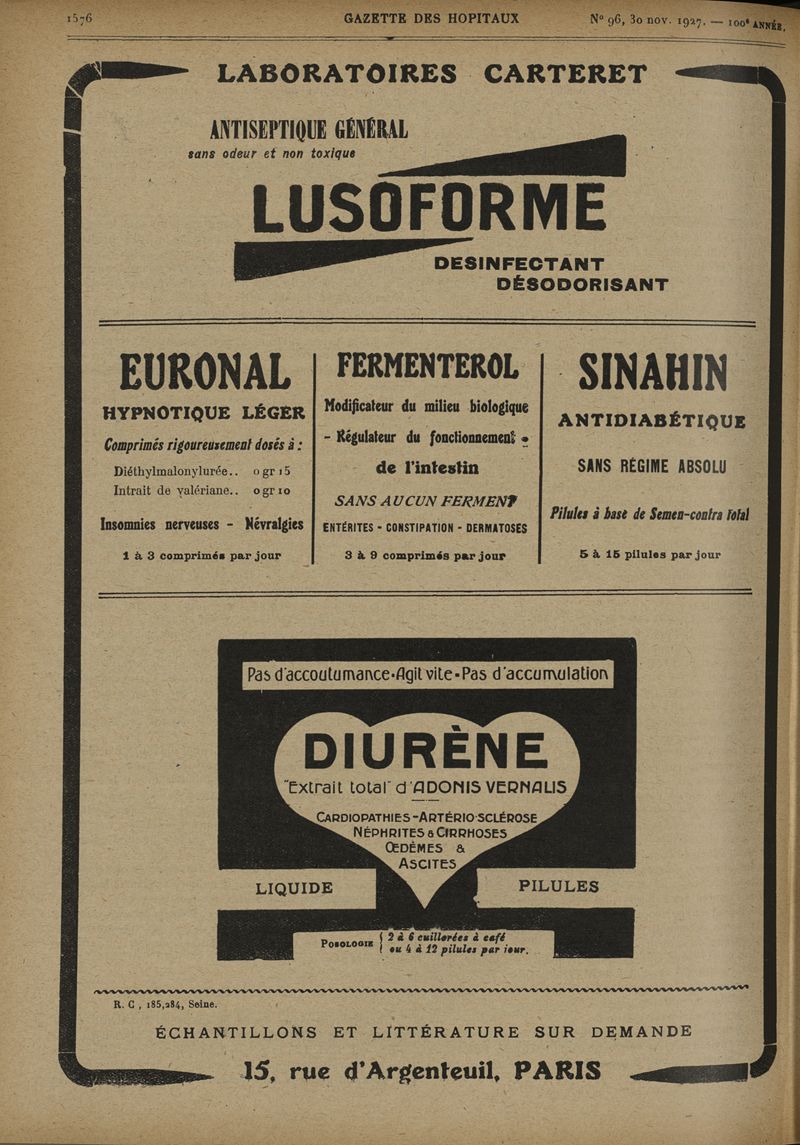 1576 GAZETTE DES HOPITAUX N° 96, 30 nov. 1927. — 100e ANNÉE.
LABORATOIRES CARTERET
ANTISEPTIQUE GÉNÉRAL
sans odeur et non toxique
LUSOFORME
DESINFECTANT
DÉSODORISANT
EURONAL
HYPNOTIQUE LÉGER
Comprimés rigoureusement dosés à :
Diéthylmalonylurée.. 0 gr 15
Intrait de valériane.. 0 gr 10
Insomnies nerveuses - Névralgies
1 à 3 comprimés par jour
FERMENTEROL
Modificateur du milieu biologique
- Régulateur du fonctionnement -
de l'intestin
SANS AUCUN FERMENT
ENTÉRITES - CONSTIPATION - DERMATOSES
3 à 9 comprimés par jour
SINAHIN
ANTIDIABÉTIQUE
SANS RÉGIME ABSOLU
Pilules à base de Semen-contra total
5 à 15 pilules par jour
Pas d'accoutumance-Agit vite-Pas d'accumulation
DIURÈNE
"Extrait total" d'ADONIS VERNALIS
CARDIOPATHIES-ARTÉRIO-SCLÉROSE
NÉPHRITES & CIRRHOSES
ŒDÈMES &
ASCITES
LIQUIDE PILULES
POSOLOGIE { 2 à 6 cuillerées à café
ou 4 à 12 pilules par jour.
R. C , 185,284, Seine.
ÉCHANTILLONS ET LITTÉRATURE SUR DEMANDE
15, rue d'Argenteuil, PARIS